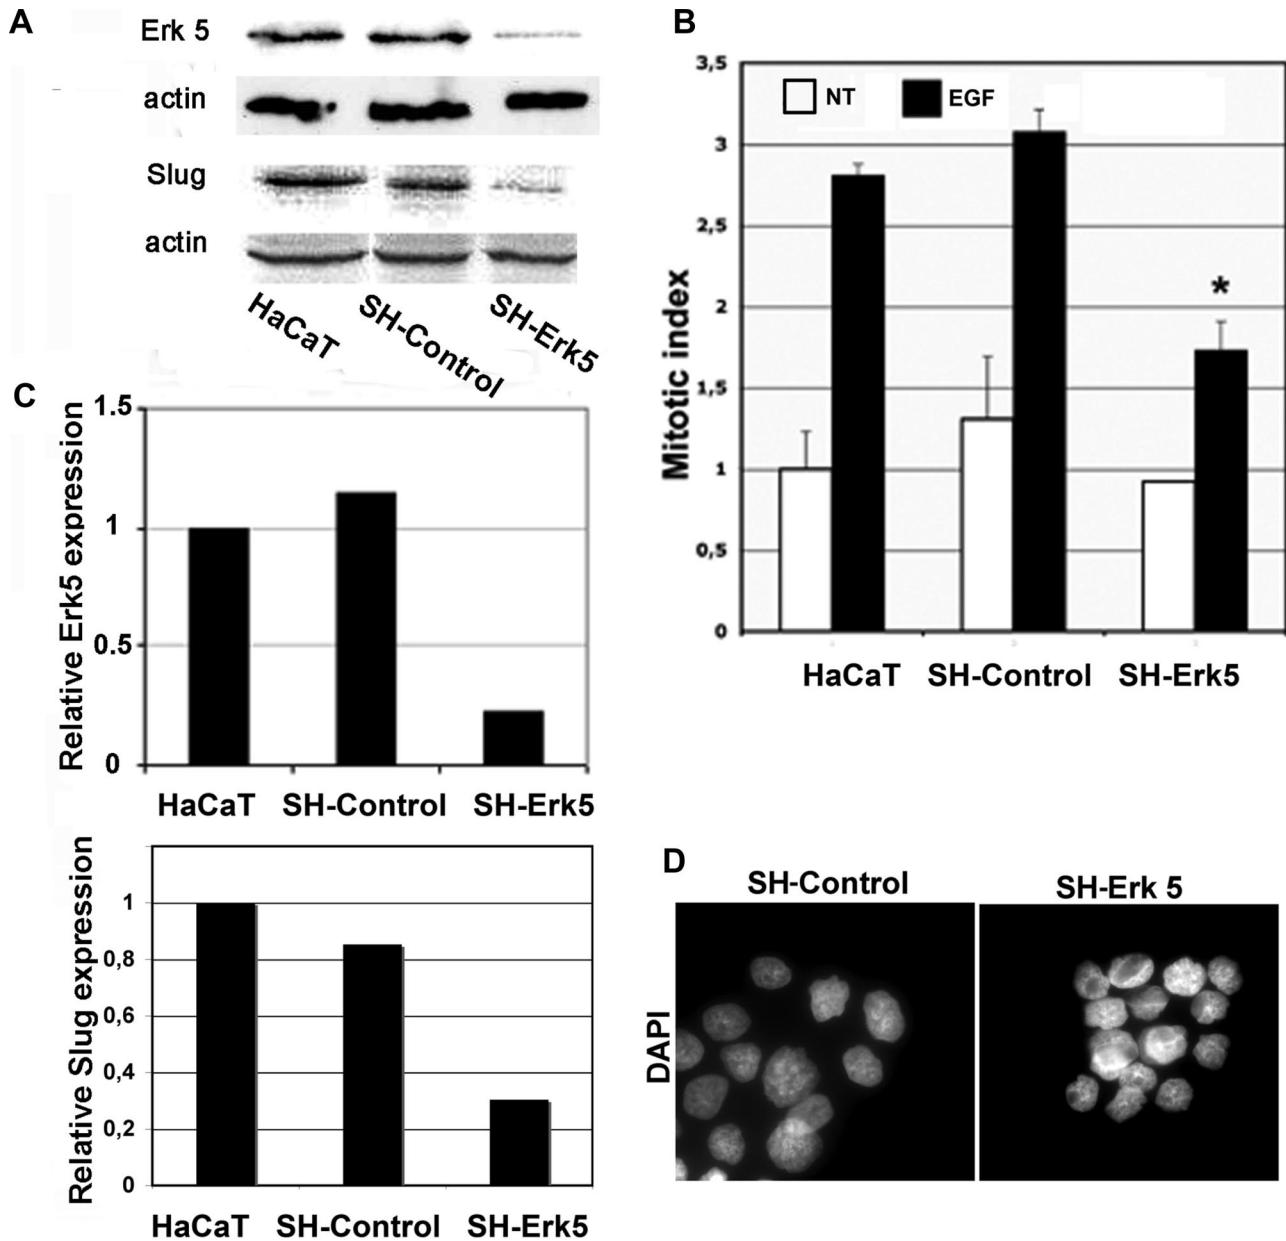 A
Erk 5
actin
Slug
actin
HaCaT
SH-Control
SH-Erk5
B
3,5
3
2,5
2
1,5
1
0,5
0
Mitotic index
NT
EGF
*
HaCaT
SH-Control
SH-Erk5
C
1.5
1
0.5
0
Relative Erk5 expression
HaCaT
SH-Control
SH-Erk5
1
0,8
0,6
0,4
0,2
0
Relative Slug expression
HaCaT
SH-Control
SH-Erk5
D
SH-Control
SH-Erk 5
DAPI